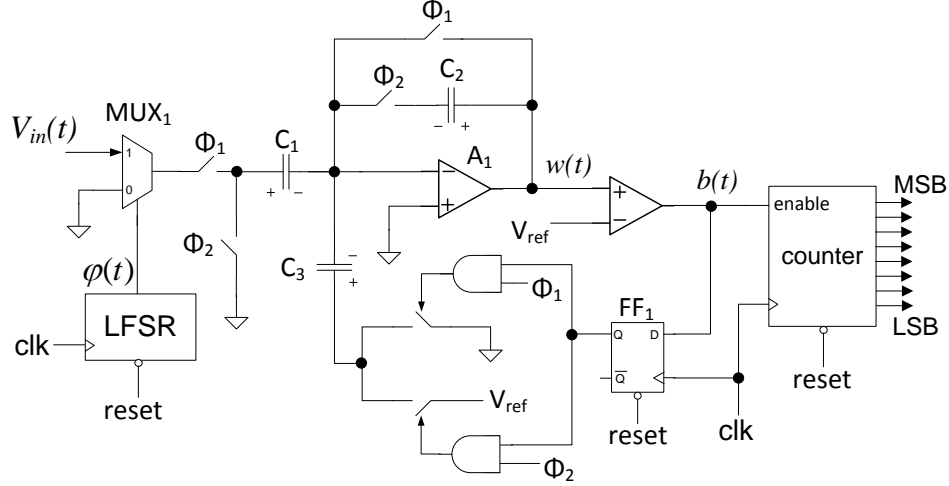 Φ1
Φ2
C2
MUX1
Vin(t)
1
0
Φ1
C1
+ −
− +
A1
−
+
w(t)
+
−
Vref
b(t)
MSB
enable
counter
LSB
reset
Φ2
φ(t)
LFSR
clk
reset
C3
−
+
Φ1
FF1
Q D
Q̅
reset
clk
Vref
Φ2